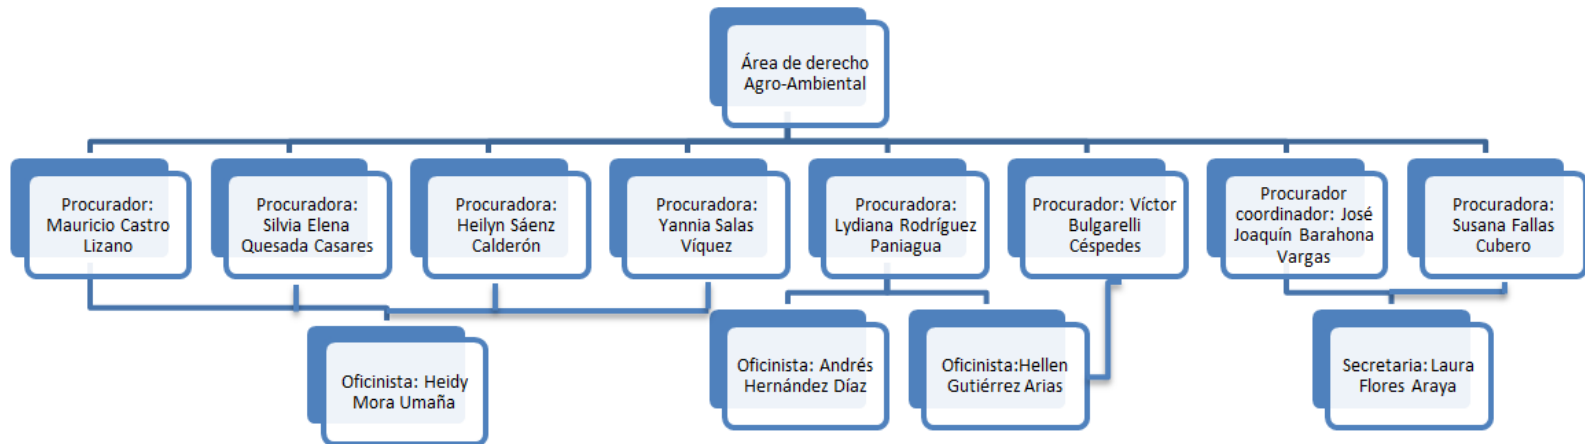 Área de derecho
Agro-Ambiental
Procurador:
Mauricio Castro
Lizano
Procuradora:
Silvia Elena
Quesada Casares
Procuradora:
Heilyn Sáenz
Calderón
Procuradora:
Yannia Salas
Víquez
Procuradora:
Lydiana Rodríguez
Paniagua
Procurador: Víctor
Bulgarelli
Céspedes
Procurador
coordinador: José
Joaquín Barahona
Vargas
Procuradora:
Susana Fallas
Cubero
Oficinista: Heidy
Mora Umaña
Oficinista: Andrés
Hernández Díaz
Oficinista:Hellen
Gutiérrez Arias
Secretaria: Laura
Flores Araya